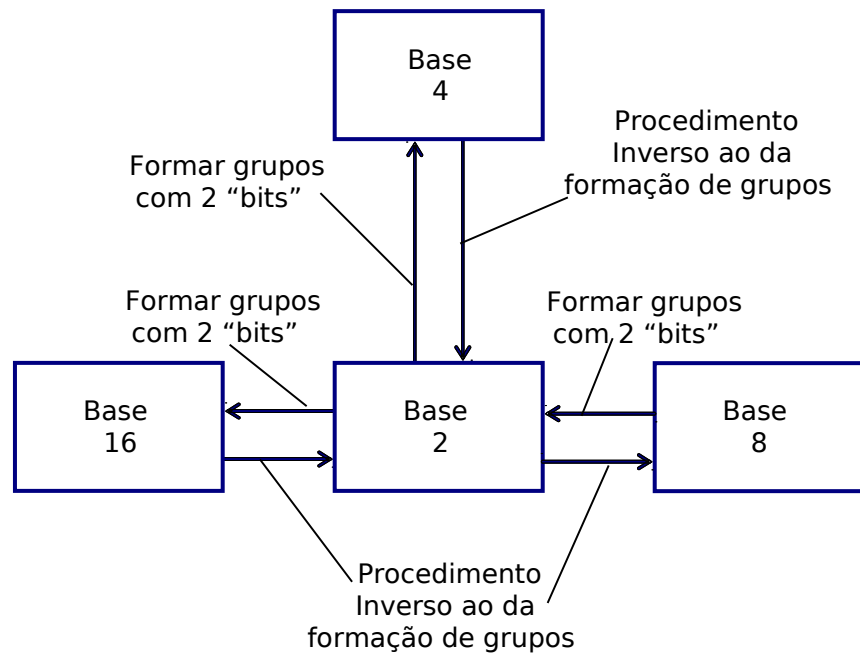 Base
4
Procedimento
Inverso ao da
formação de grupos
Formar grupos
com 2 “bits”
Formar grupos
com 2 “bits”
Formar grupos
com 2 “bits”
Base
16
Base
2
Base
8
Procedimento
Inverso ao da
formação de grupos